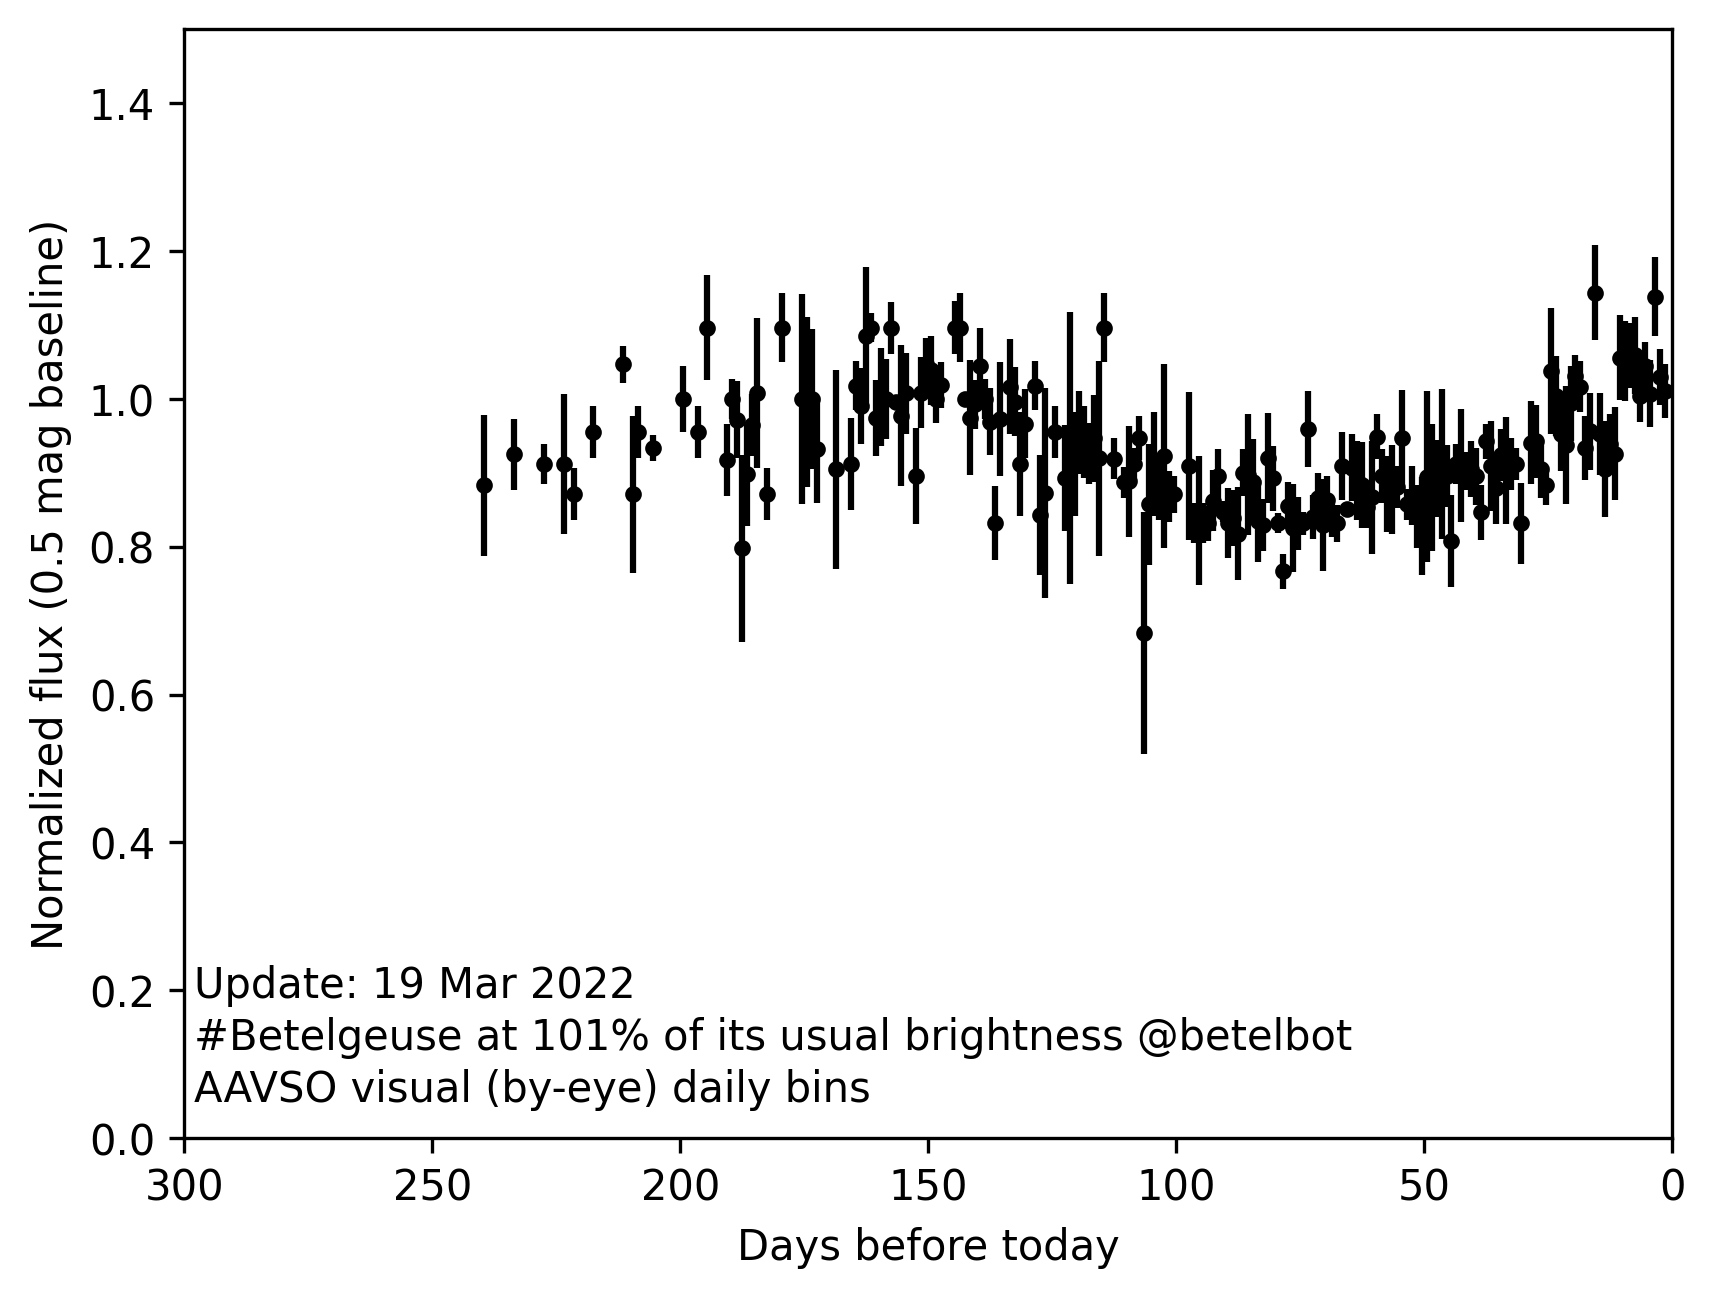 1.4
1.2
1.0
0.8
0.6
0.4
0.2
0.0
Normalized flux (0.5 mag baseline)
Update: 19 Mar 2022
#Betelgeuse at 101% of its usual brightness @betelbot
AAVSO visual (by-eye) daily bins
300 250 200 150 100 50 0
Days before today